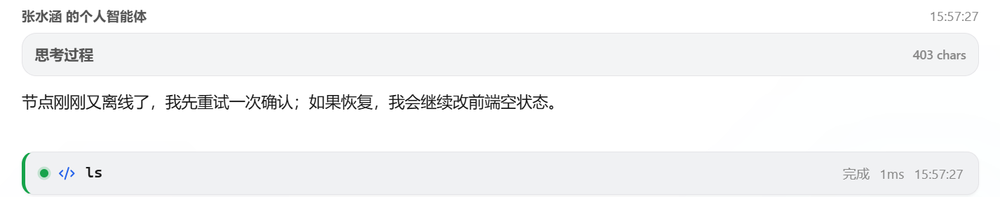 张水涵 的个人智能体 15:57:27
思考过程 403 chars
节点刚刚又离线了，我先重试一次确认；如果恢复，我会继续改前端空状态。
</> ls 完成 1ms 15:57:27